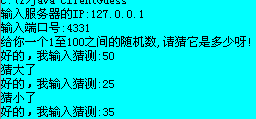 C:\2>java ClientGuess
输入服务器的IP:127.0.0.1
输入端口号:4331
给你一个1至100之间的随机数,请猜它是多少呀!
好的,我输入猜测:50
猜大了
好的,我输入猜测:25
猜小了
好的,我输入猜测:35